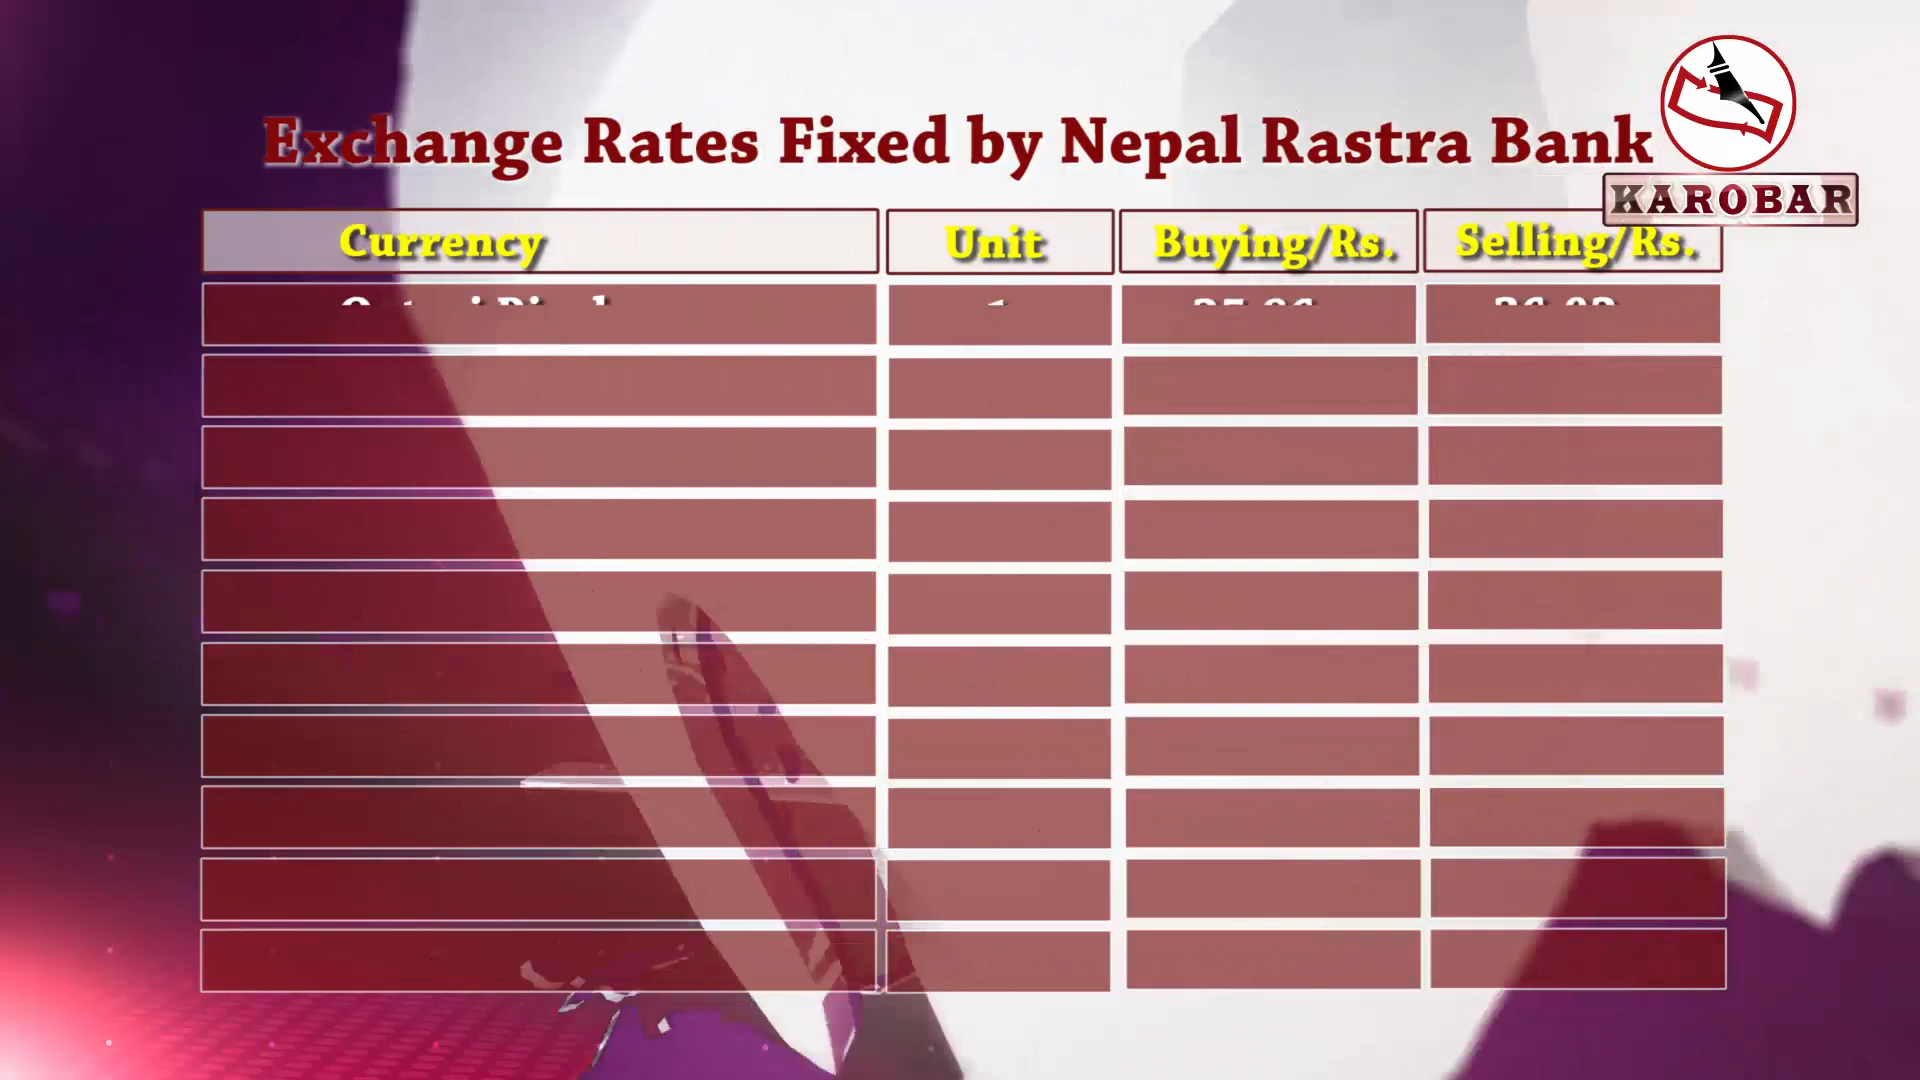 Exchange Rates Fixed by Nepal Rastra Bank
KAROBAR
Currency Unit Buying/Rs. Selling/Rs.